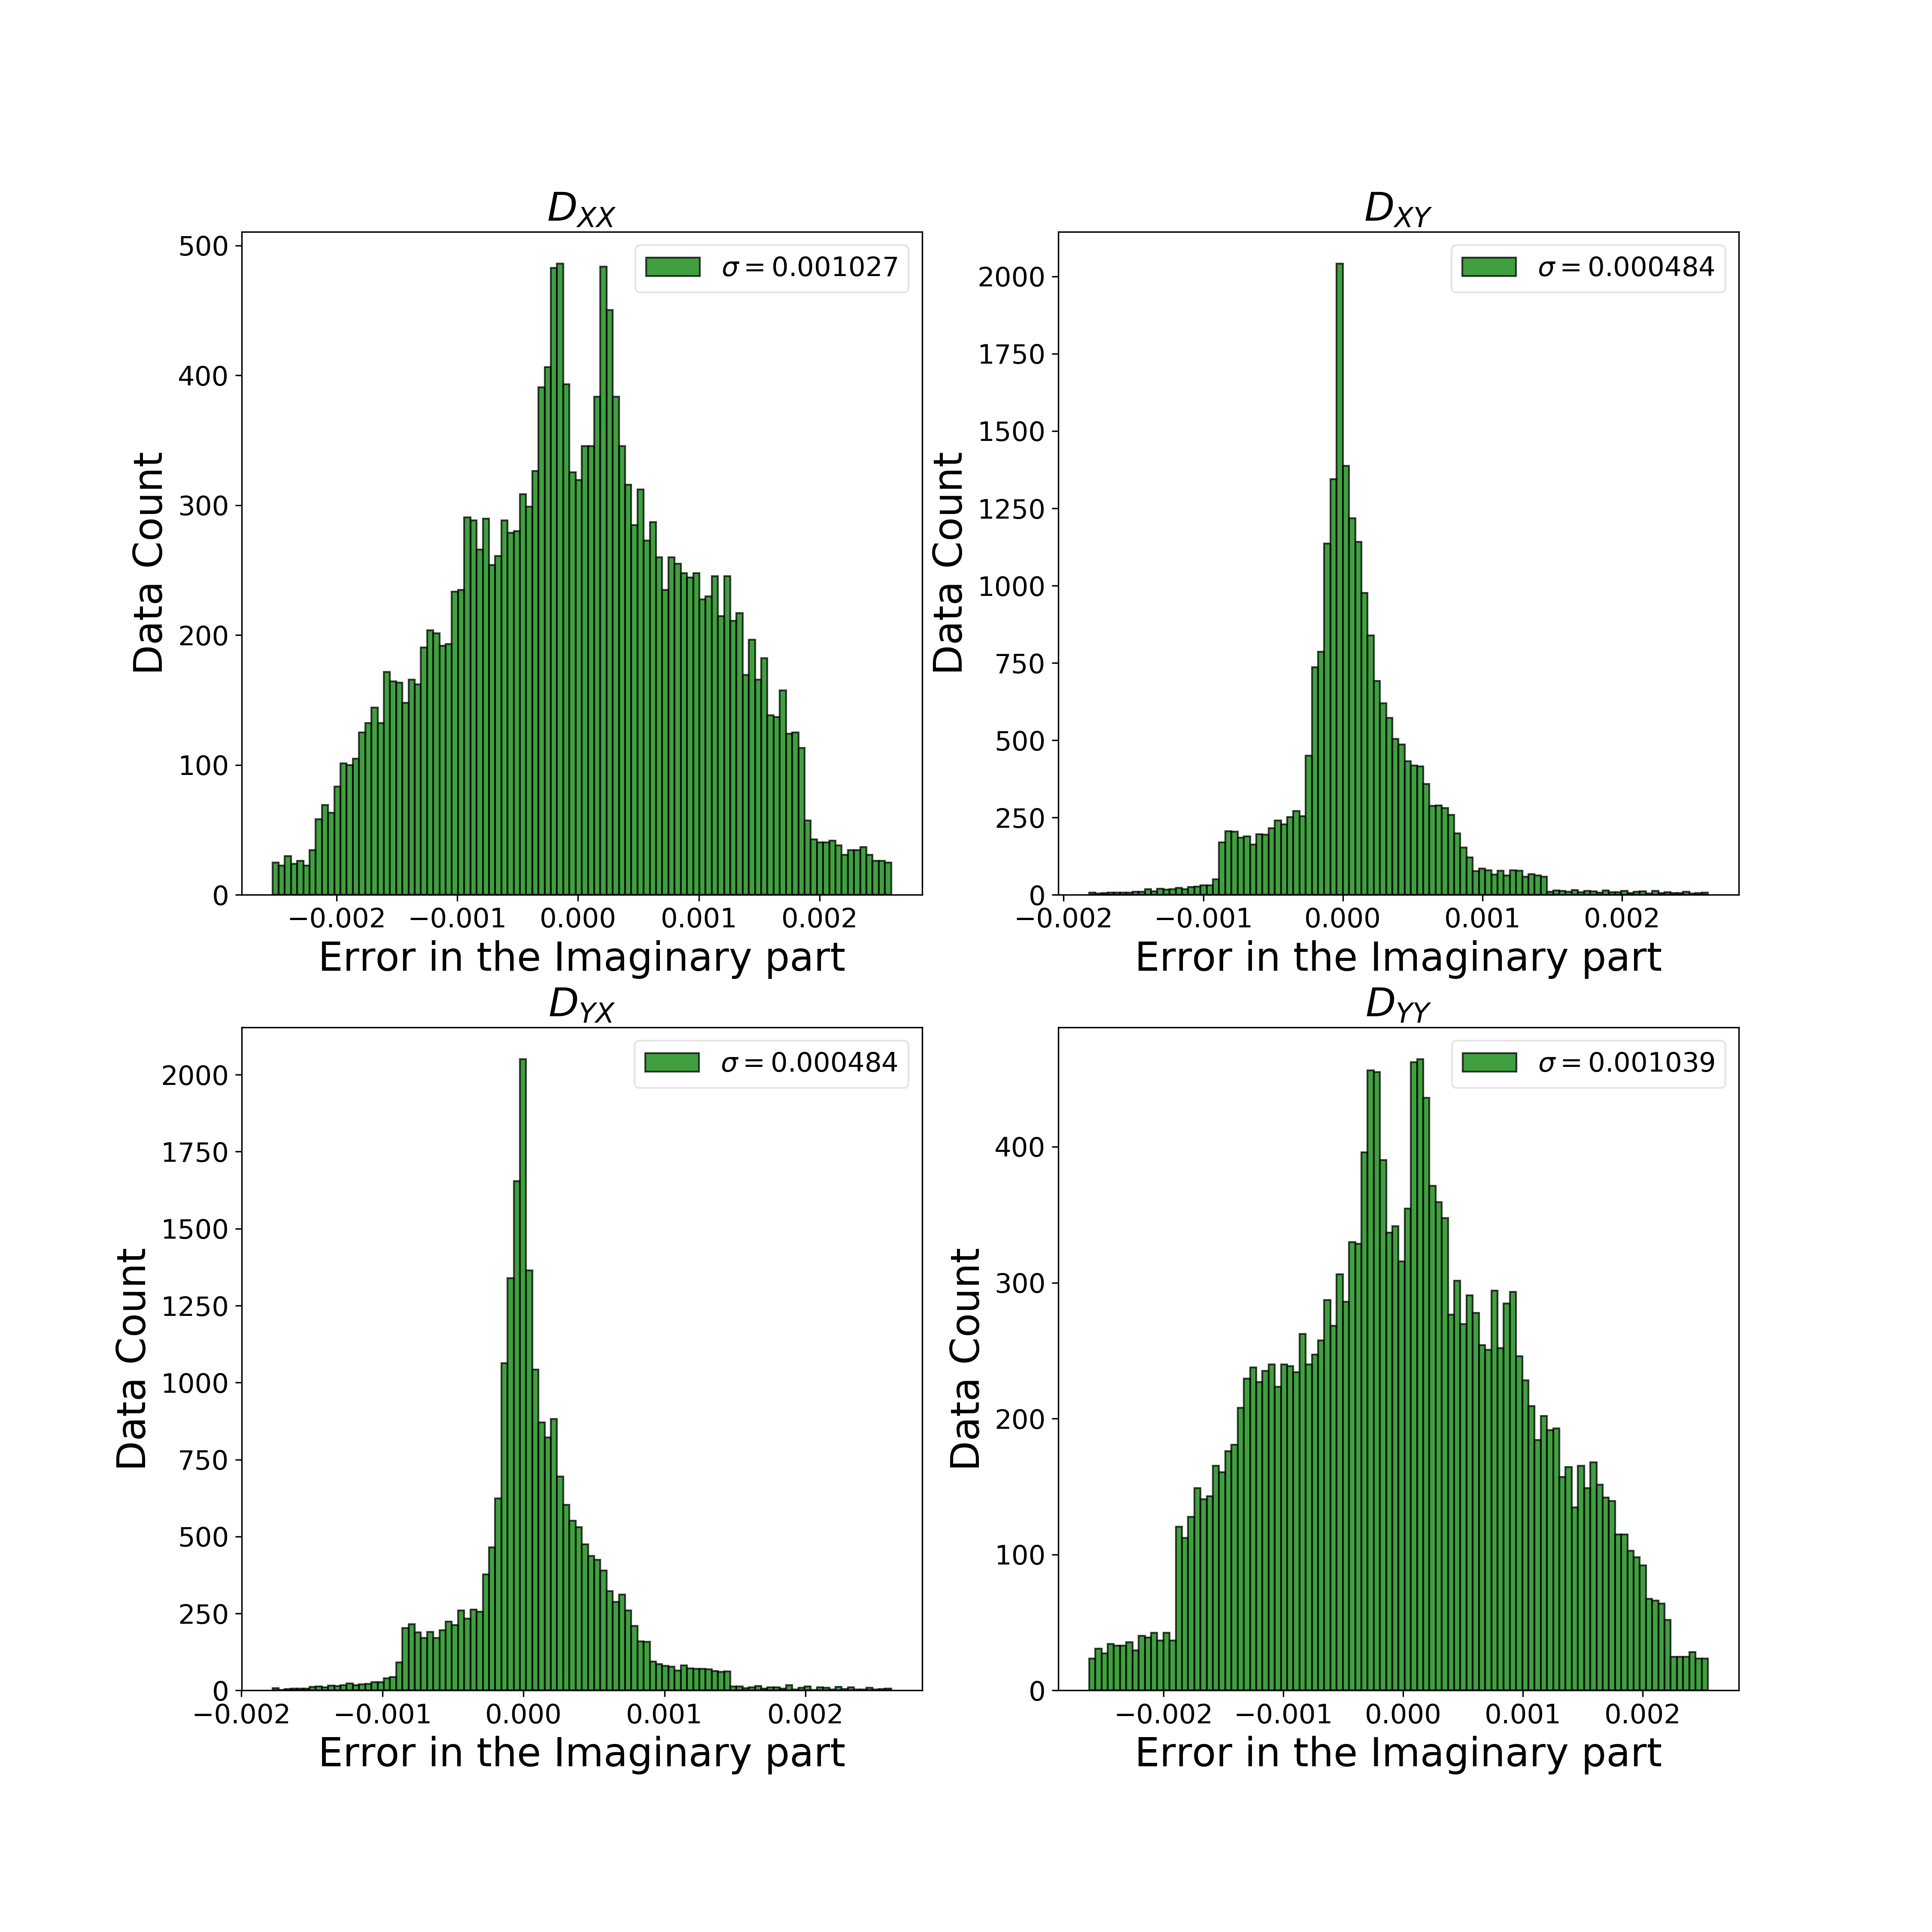 D_XX
σ = 0.001027
500
400
300
200
100
0
Data Count
−0.002 −0.001 0.000 0.001 0.002
Error in the Imaginary part
D_XY
σ = 0.000484
2000
1750
1500
1250
1000
750
500
250
0
Data Count
−0.002 −0.001 0.000 0.001 0.002
Error in the Imaginary part
D_YX
σ = 0.000484
2000
1750
1500
1250
1000
750
500
250
0
Data Count
−0.002 −0.001 0.000 0.001 0.002
Error in the Imaginary part
D_YY
σ = 0.001039
400
300
200
100
0
Data Count
−0.002 −0.001 0.000 0.001 0.002
Error in the Imaginary part